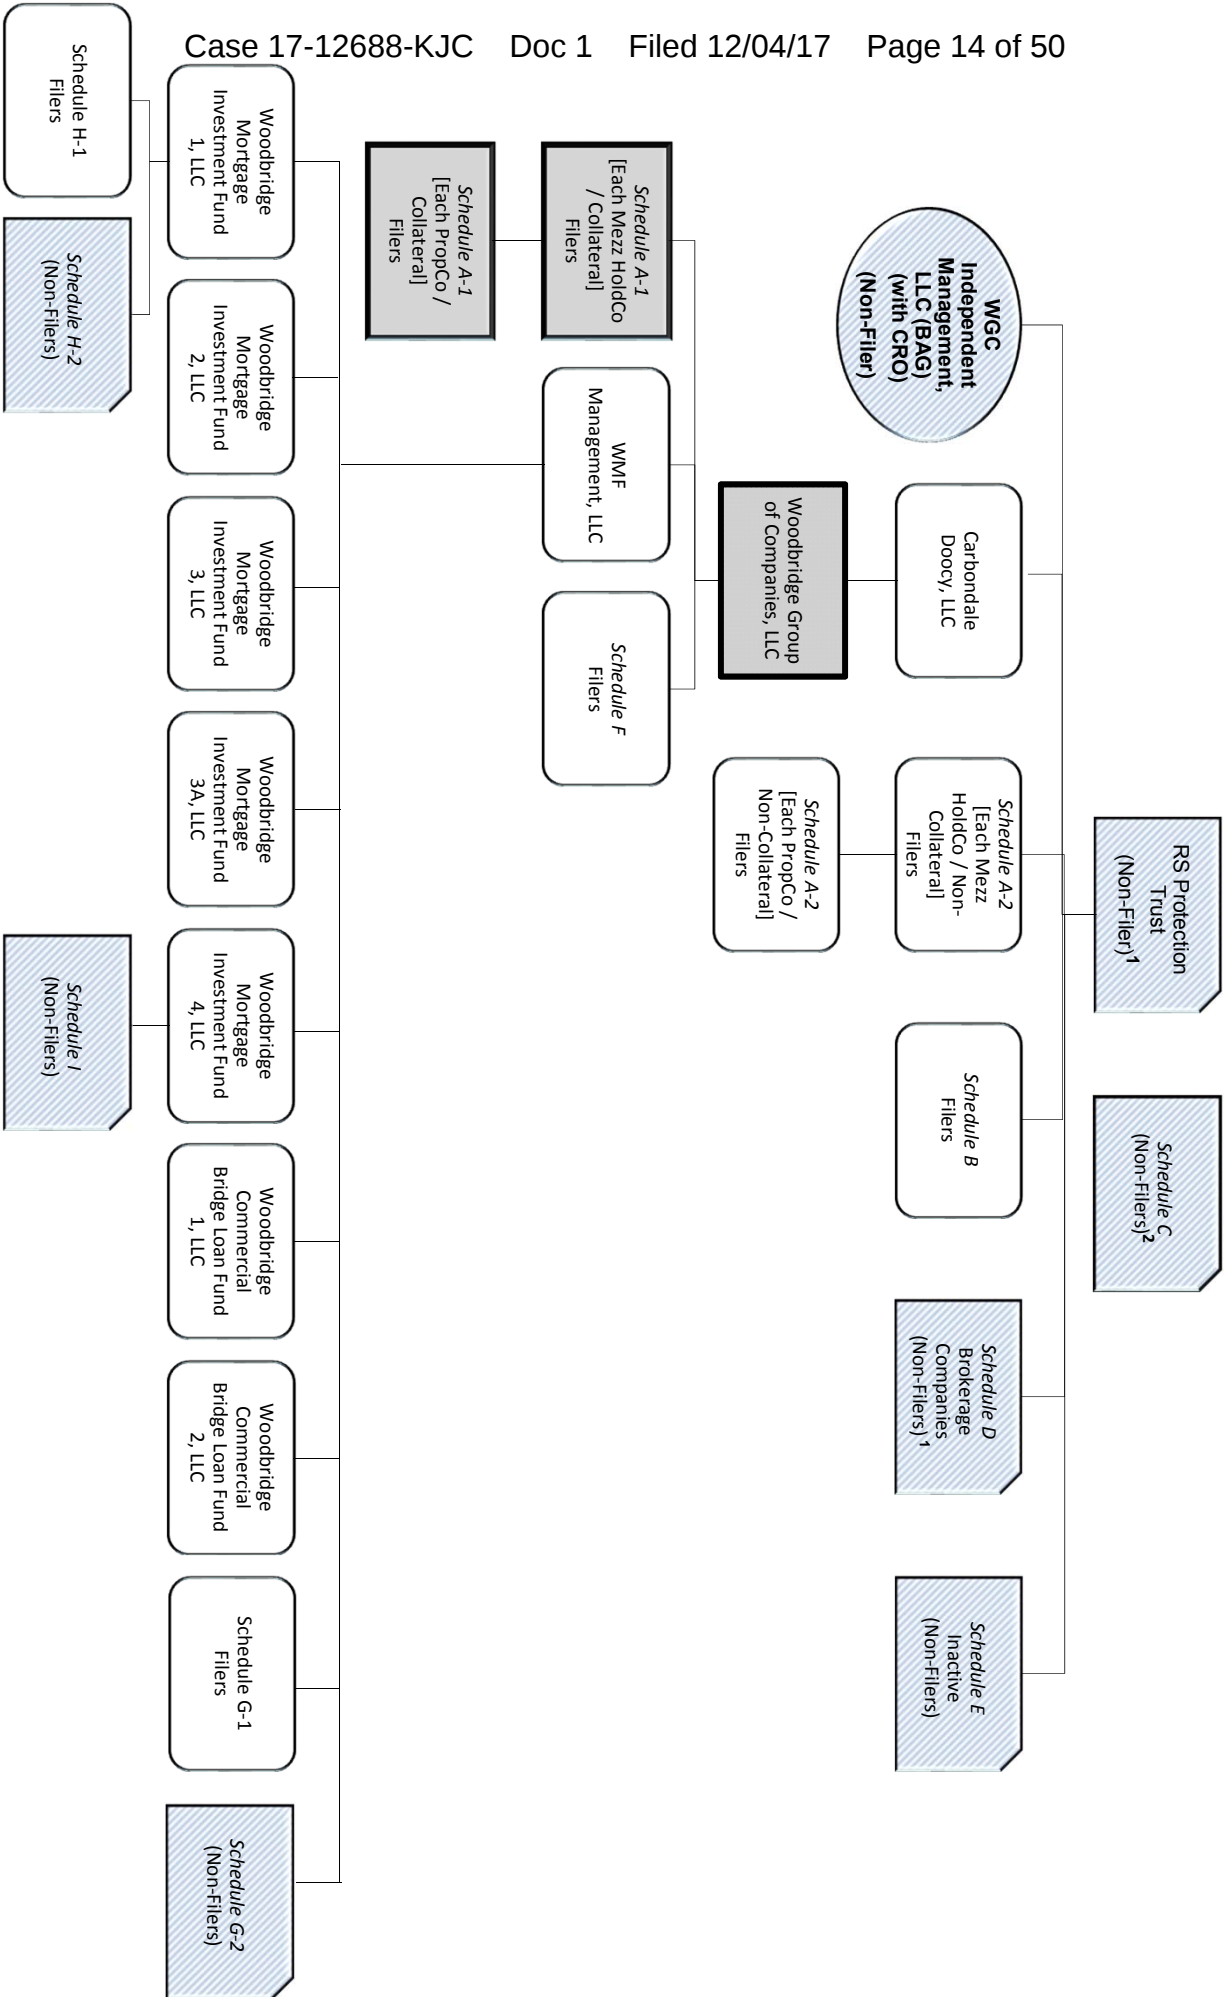 Case 17-12688-KJC Doc 1 Filed 12/04/17 Page 14 of 50
RS Protection
Trust
(Non-Filer)1
Schedule C
(Non-Filers)2
WGC
Independent
Management,
LLC (BAG)
(with CRO)
(Non-Filer)
Carbondale
Doocy, LLC
Schedule A-2
[Each Mezz
HoldCo / Non-
Collateral]
Filers
Schedule B
Filers
Schedule D
Brokerage
Companies
(Non-Filers)1
Schedule E
Inactive
(Non-Filers)
Woodbridge Group
of Companies, LLC
Schedule A-2
[Each PropCo /
Non-Collateral]
Filers
Schedule A-1
[Each Mezz HoldCo
/ Collateral]
Filers
WMF
Management, LLC
Schedule F
Filers
Schedule A-1
[Each PropCo /
Collateral]
Filers
Woodbridge
Mortgage
Investment Fund
1, LLC
Woodbridge
Mortgage
Investment Fund
2, LLC
Woodbridge
Mortgage
Investment Fund
3, LLC
Woodbridge
Mortgage
Investment Fund
3A, LLC
Woodbridge
Mortgage
Investment Fund
4, LLC
Woodbridge
Commercial
Bridge Loan Fund
1, LLC
Woodbridge
Commercial
Bridge Loan Fund
2, LLC
Schedule G-1
Filers
Schedule G-2
(Non-Filers)
Schedule H-1
Filers
Schedule H-2
(Non-Filers)
Schedule I
(Non-Filers)